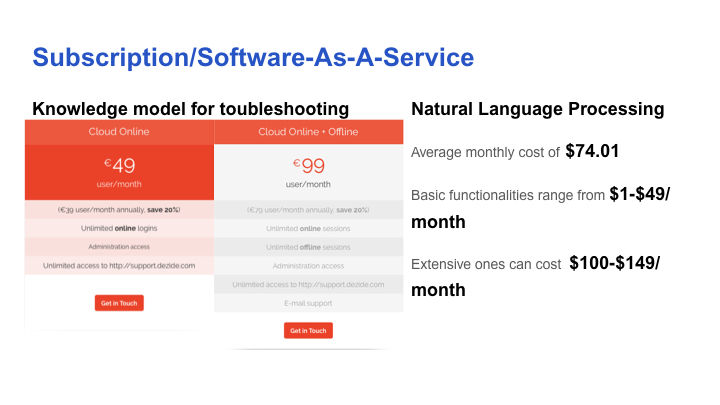 Subscription/Software-As-A-Service
Knowledge model for toubleshooting
Cloud Online
€49
user/month
(€39 user/month annually, save 20%)
Unlimited online logins
Administration access
Unlimited access to http://support.dezide.com
Get in Touch
Cloud Online + Offline
€99
user/month
(€79 user/month annually, save 20%)
Unlimited online sessions
Unlimited offline sessions
Administration access
Unlimited access to http://support.dezide.com
E-mail support
Get in Touch
Natural Language Processing
Average monthly cost of $74.01
Basic functionalities range from $1-$49/
month
Extensive ones can cost $100-$149/
month